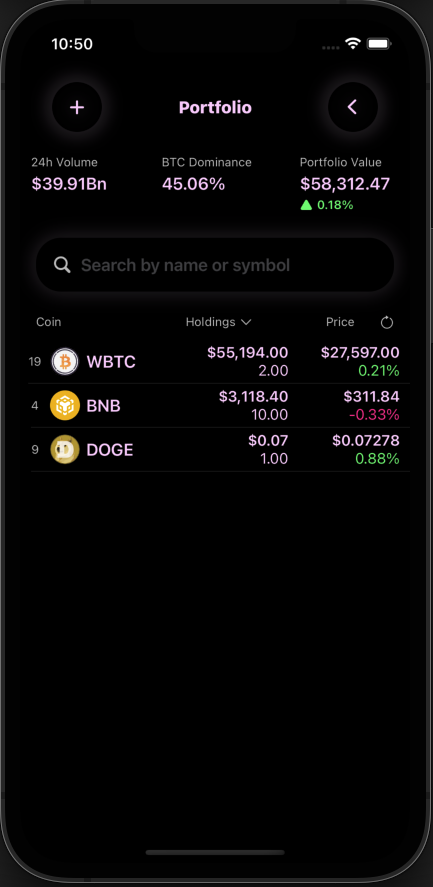 10:50
Portfolio
24h Volume BTC Dominance Portfolio Value
$39.91Bn 45.06% $58,312.47
0.18%
Search by name or symbol
Coin Holdings Price
19 WBTC $55,194.00 $27,597.00
2.00 0.21%
4 BNB $3,118.40 $311.84
10.00 -0.33%
9 DOGE $0.07 $0.07278
1.00 0.88%